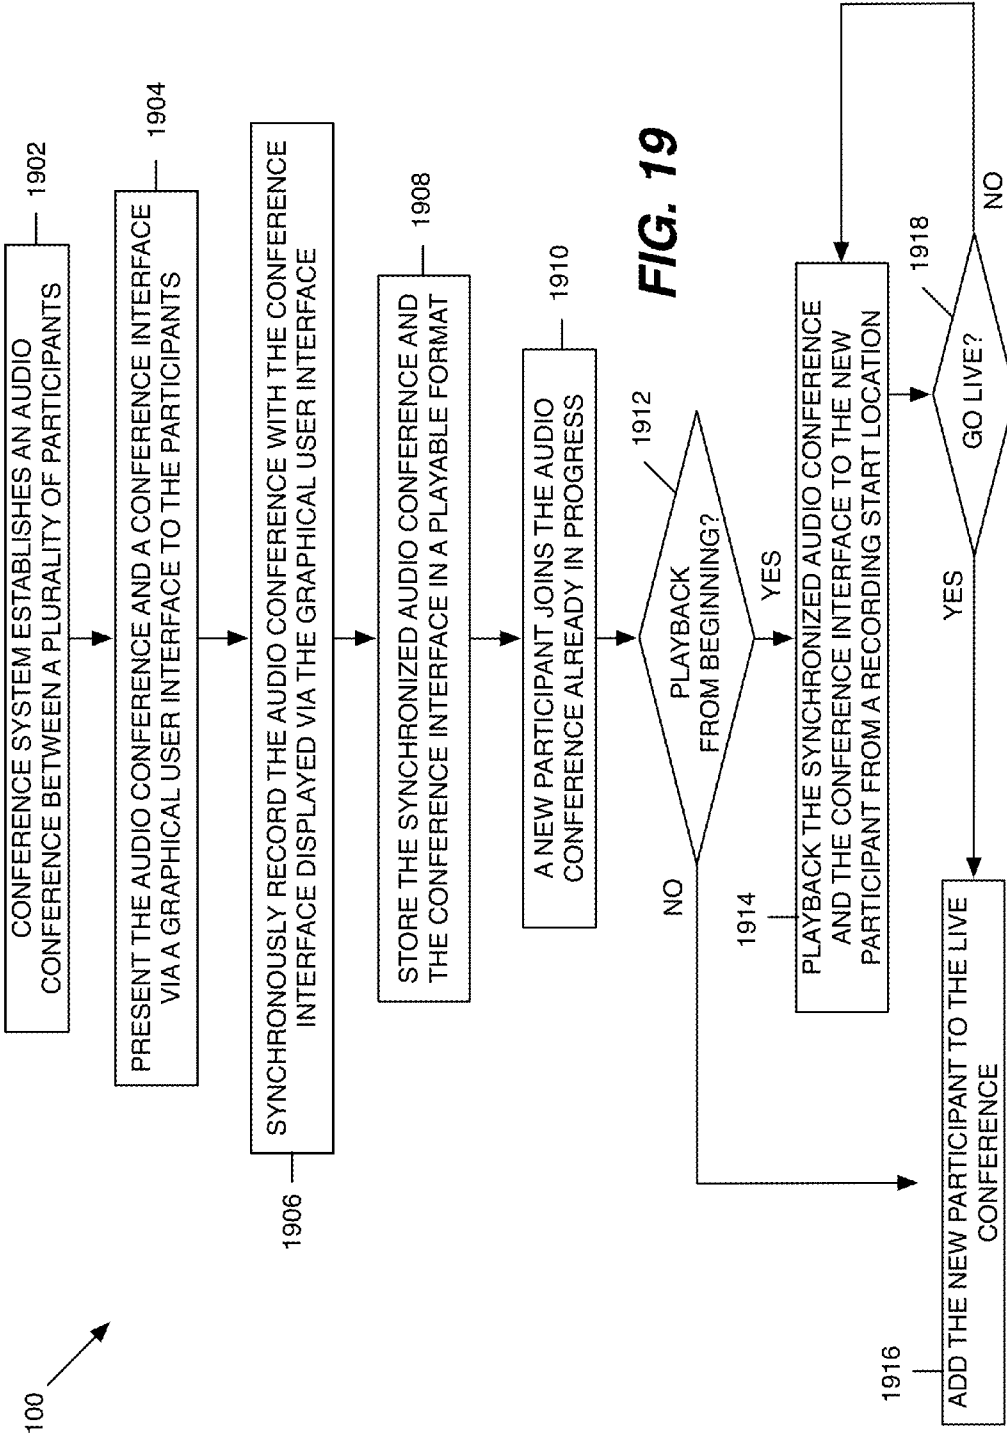 100
CONFERENCE SYSTEM ESTABLISHES AN AUDIO
CONFERENCE BETWEEN A PLURALITY OF PARTICIPANTS
1902
PRESENT THE AUDIO CONFERENCE AND A CONFERENCE INTERFACE
VIA A GRAPHICAL USER INTERFACE TO THE PARTICIPANTS
1904
SYNCHRONOUSLY RECORD THE AUDIO CONFERENCE WITH THE CONFERENCE
INTERFACE DISPLAYED VIA THE GRAPHICAL USER INTERFACE
1906
STORE THE SYNCHRONIZED AUDIO CONFERENCE AND
THE CONFERENCE INTERFACE IN A PLAYABLE FORMAT
1908
A NEW PARTICIPANT JOINS THE AUDIO
CONFERENCE ALREADY IN PROGRESS
1910
PLAYBACK
FROM BEGINNING?
1912
NO
YES
FIG. 19
1914
PLAYBACK THE SYNCHRONIZED AUDIO CONFERENCE
AND THE CONFERENCE INTERFACE TO THE NEW
PARTICIPANT FROM A RECORDING START LOCATION
1916
ADD THE NEW PARTICIPANT TO THE LIVE
CONFERENCE
YES
GO LIVE?
1918
NO